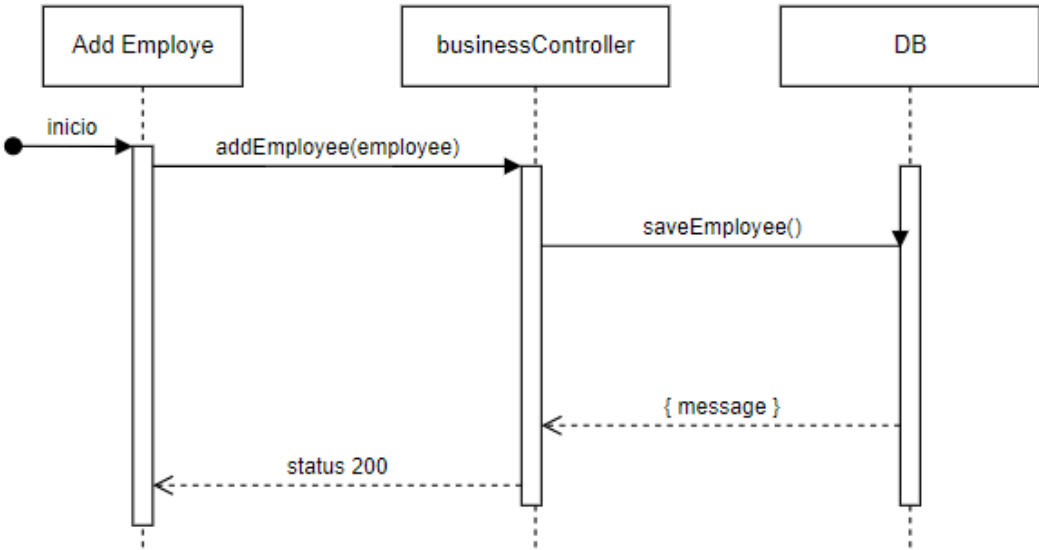 Add Employe
businessController
DB
inicio
addEmployee(employee)
saveEmployee()
{ message }
status 200